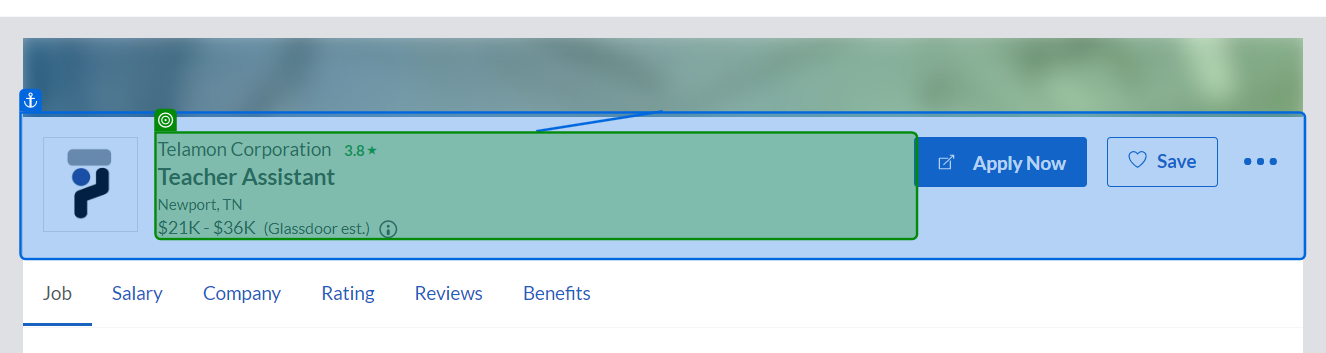 Telamon Corporation 3.8★
Teacher Assistant
Newport, TN
$21K - $36K (Glassdoor est.)
Apply Now
Save
Job Salary Company Rating Reviews Benefits